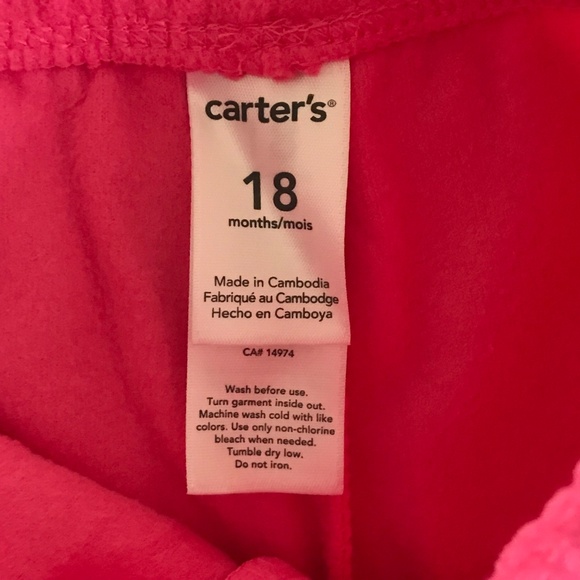 carter's®
18
months/mois
Made in Cambodia
Fabriqué au Cambodge
Hecho en Camboya
CA# 14974
Wash before use.
Turn garment inside out.
Machine wash cold with like
colors. Use only non-chlorine
bleach when needed.
Tumble dry low.
Do not iron.